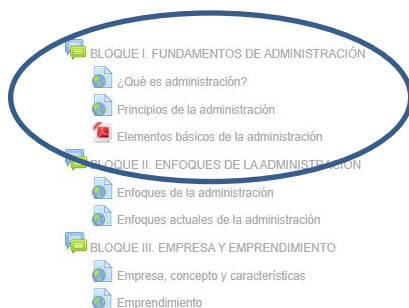 BLOQUE I. FUNDAMENTOS DE ADMINISTRACIÓN
¿Qué es administración?
Principios de la administración
Elementos básicos de la administración
BLOQUE II. ENFOQUES DE LA ADMINISTRACIÓN
Enfoques de la administración
Enfoques actuales de la administración
BLOQUE III. EMPRESA Y EMPRENDIMIENTO
Empresa, concepto y características
Emprendimiento